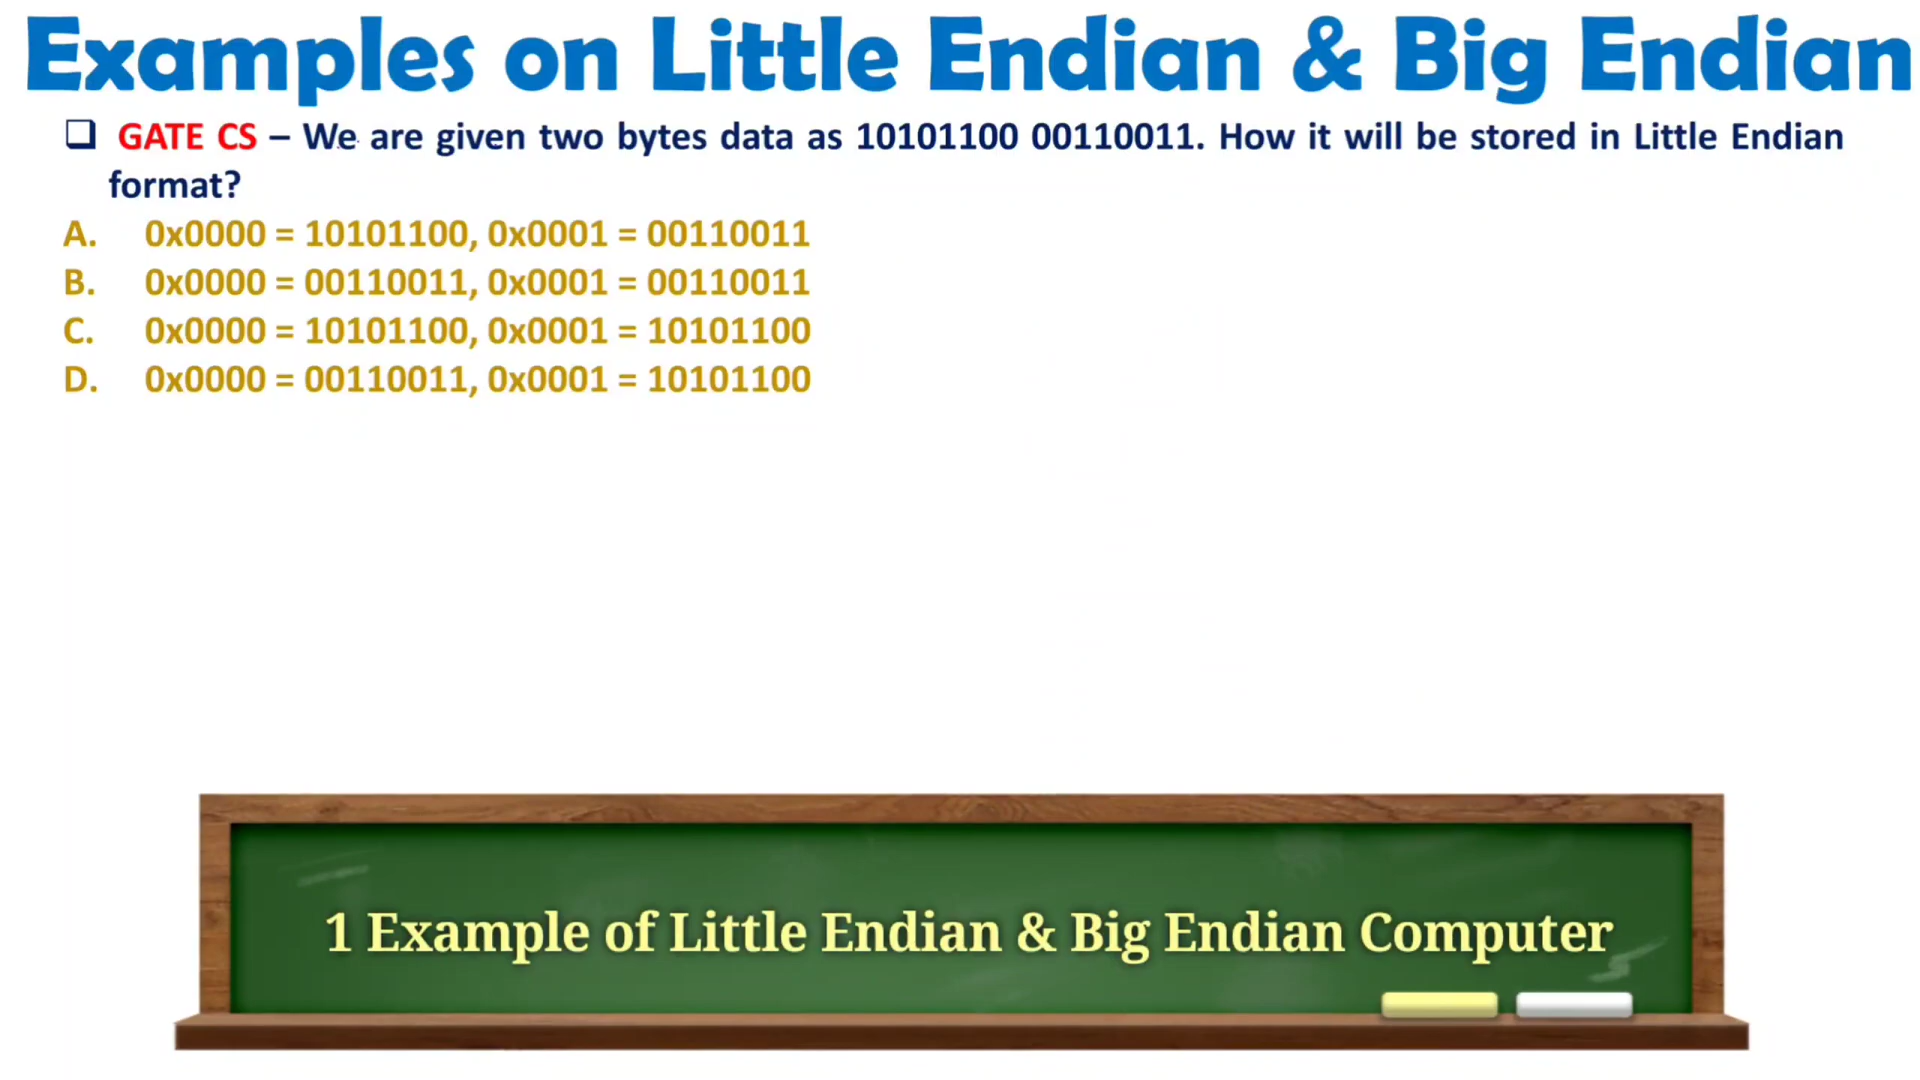 Examples on Little Endian & Big Endian
❑ GATE CS – We are given two bytes data as 10101100 00110011. How it will be stored in Little Endian
format?
A. 0x0000 = 10101100, 0x0001 = 00110011
B. 0x0000 = 00110011, 0x0001 = 00110011
C. 0x0000 = 10101100, 0x0001 = 10101100
D. 0x0000 = 00110011, 0x0001 = 10101100
1 Example of Little Endian & Big Endian Computer